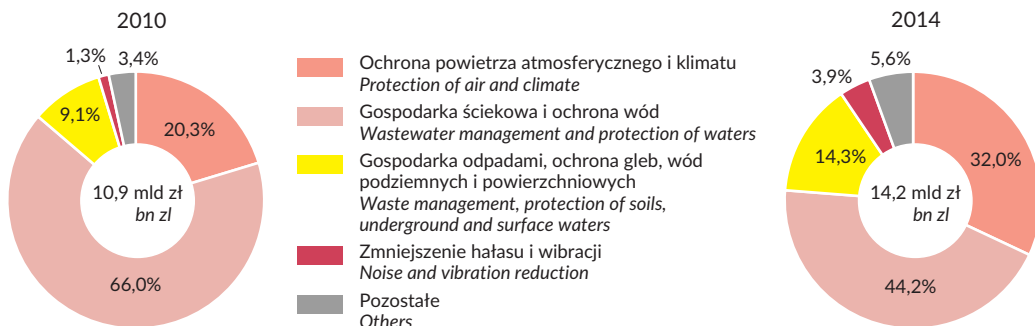 2010
1,3%
3,4%
9,1%
20,3%
10,9 mld zł
bn zl
66,0%
Ochrona powietrza atmosferycznego i klimatu
Protection of air and climate
Gospodarka ściekowa i ochrona wód
Wastewater management and protection of waters
Gospodarka odpadami, ochrona gleb, wód
podziemnych i powierzchniowych
Waste management, protection of soils,
underground and surface waters
Zmniejszenie hałasu i wibracji
Noise and vibration reduction
Pozostałe
Others
2014
5,6%
3,9%
14,3%
32,0%
14,2 mld zł
bn zl
44,2%